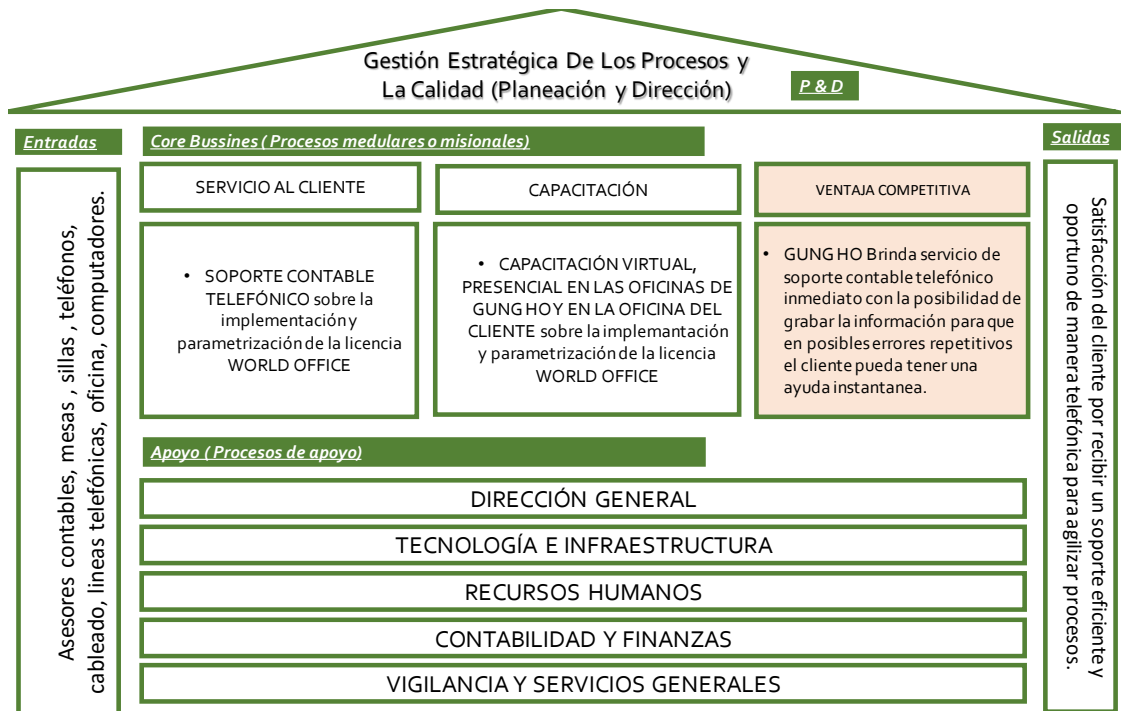 Gestión Estratégica De Los Procesos y
La Calidad (Planeación y Dirección)
P & D
Entradas
Asesores contables, mesas , sillas , teléfonos,
cableado, lineas telefónicas, oficina, computadores.
Core Bussines ( Procesos medulares o misionales)
SERVICIO AL CLIENTE
• SOPORTE CONTABLE
TELEFÓNICO sobre la
implementación y
parametrización de la licencia
WORLD OFFICE
CAPACITACIÓN
• CAPACITACIÓN VIRTUAL,
PRESENCIAL EN LAS OFICINAS DE
GUNG HO Y EN LA OFICINA DEL
CLIENTE sobre la implemantación
y parametrización de la licencia
WORLD OFFICE
VENTAJA COMPETITIVA
• GUNG HO Brinda servicio de
soporte contable telefónico
inmediato con la posibilidad de
grabar la información para que
en posibles errores repetitivos
el cliente pueda tener una
ayuda instantanea.
Apoyo ( Procesos de apoyo)
DIRECCIÓN GENERAL
TECNOLOGÍA E INFRAESTRUCTURA
RECURSOS HUMANOS
CONTABILIDAD Y FINANZAS
VIGILANCIA Y SERVICIOS GENERALES
Salidas
Satisfacción del cliente por recibir un soporte eficiente y
oportuno de manera telefónica para agilizar procesos.